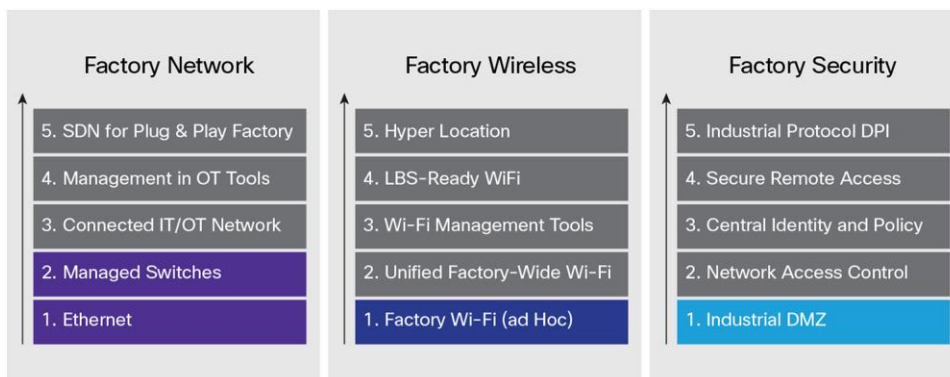 Factory Network
5. SDN for Plug & Play Factory
4. Management in OT Tools
3. Connected IT/OT Network
2. Managed Switches
1. Ethernet
Factory Wireless
5. Hyper Location
4. LBS-Ready WiFi
3. Wi-Fi Management Tools
2. Unified Factory-Wide Wi-Fi
1. Factory Wi-Fi (ad Hoc)
Factory Security
5. Industrial Protocol DPI
4. Secure Remote Access
3. Central Identity and Policy
2. Network Access Control
1. Industrial DMZ